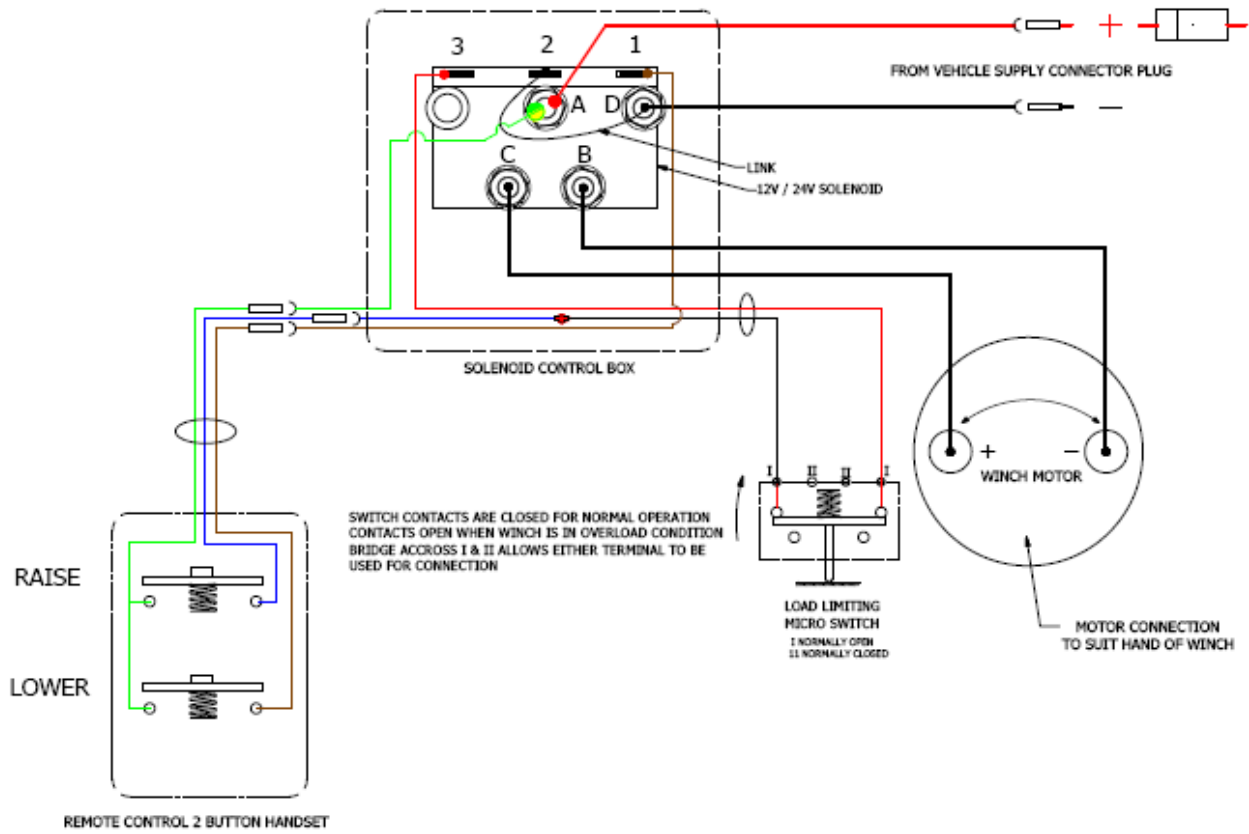 3
2
1
+
FROM VEHICLE SUPPLY CONNECTOR PLUG
A
D
—
C
B
LINK
12V / 24V SOLENOID
SOLENOID CONTROL BOX
+
−
WINCH MOTOR
I
II
II
I
SWITCH CONTACTS ARE CLOSED FOR NORMAL OPERATION
CONTACTS OPEN WHEN WINCH IS IN OVERLOAD CONDITION
BRIDGE ACCROSS I & II ALLOWS EITHER TERMINAL TO BE
USED FOR CONNECTION
RAISE
LOWER
LOAD LIMITING
MICRO SWITCH
I NORMALLY OPEN
11 NORMALLY CLOSED
MOTOR CONNECTION
TO SUIT HAND OF WINCH
REMOTE CONTROL 2 BUTTON HANDSET